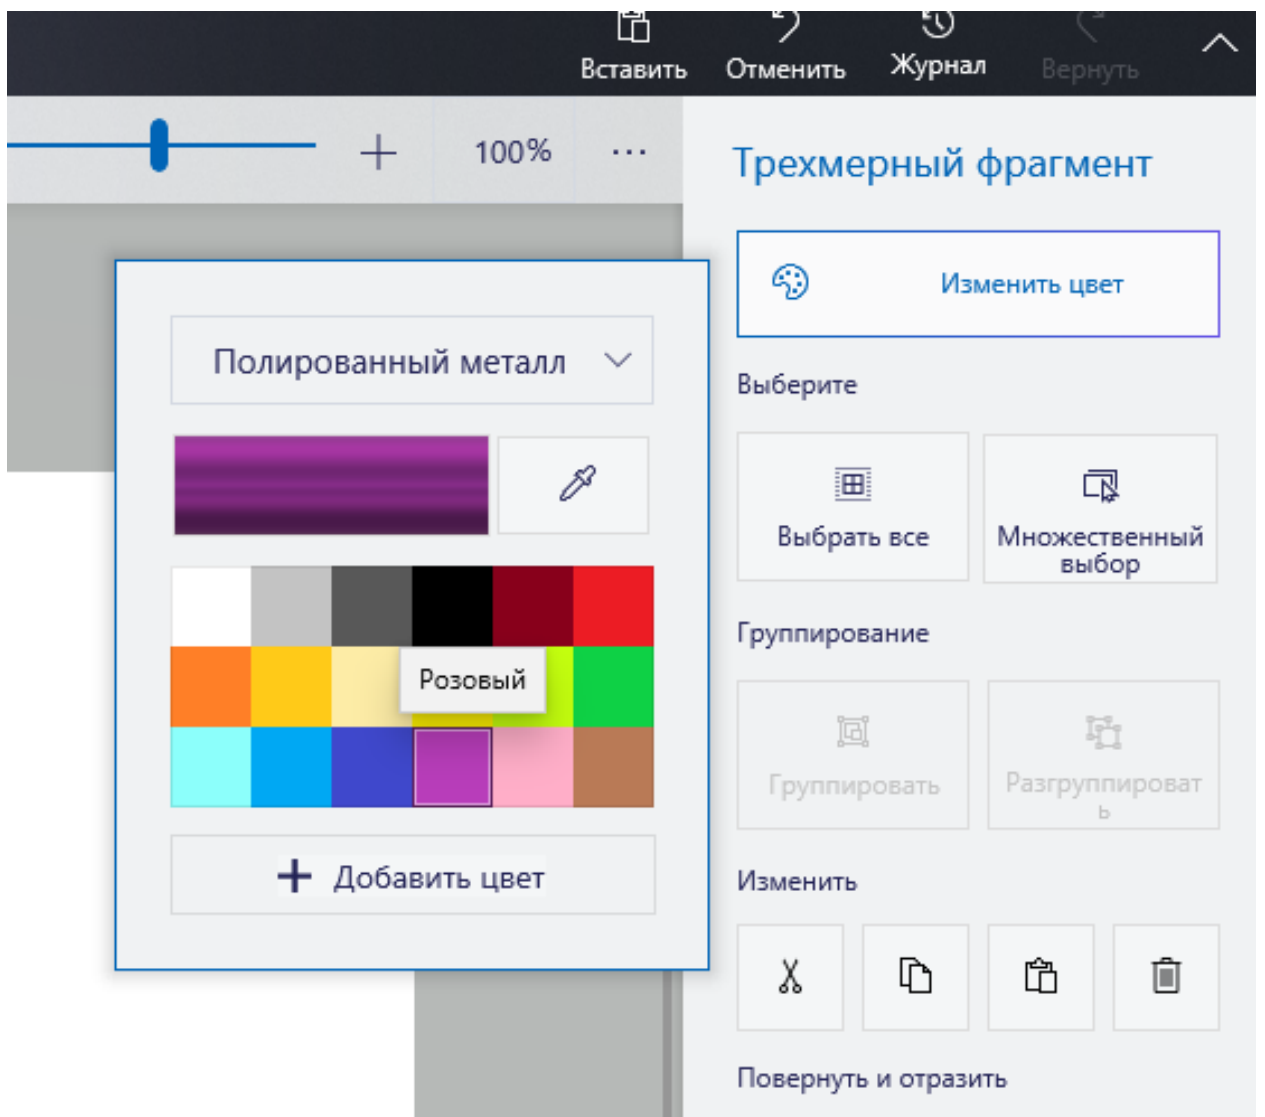 Вставить Отменить Журнал Вернуть
100% ...
Трехмерный фрагмент
Изменить цвет
Полированный металл
Выберите
Выбрать все
Множественный
выбор
Группирование
Розовый
Группировать
Разгруппироват
ь
Добавить цвет
Изменить
Повернуть и отразить